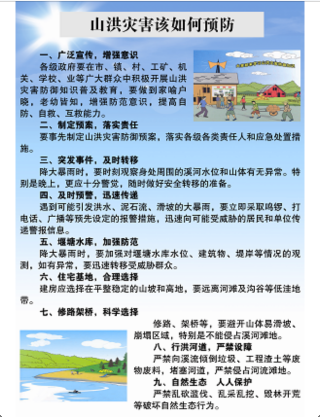 山洪灾害该如何预防
一、广泛宣传，增强意识
各级政府要在市、镇、村、工矿、机
关、学校、业等广大群众中积极开展山洪
灾害防御知识普及教育，要做到家喻户
晓，老幼皆知，增强防范意识，提高自
防、自救、互救能力。
二、制定预案，落实责任
要事先制定山洪灾害防御预案，落实各级各类责任人和应急处置措
施。
三、突发事件，及时转移
降大暴雨时，要时刻观察身处周围的溪河水位和山体有无异常。特
别是晚上，更应十分警觉，随时做好安全转移的准备。
四、及时预警，迅速传递
遇到可能引发洪水、泥石流、滑坡的大暴雨，要立即采取鸣锣、打
电话、广播等预先设定的报警措施，迅速向可能受威胁的居民和单位传
递警报信息。
五、堰塘水库，加强防范
降大暴雨时，要加强对堰塘水库水位、建筑物、堤岸等情况的观
测，如有异常，要迅速转移受威胁群众。
六、住宅基地，合理选择
建房应选择在平整稳定的山坡和高地，要远离河滩及沟谷等低洼地
带。
七、修路架桥，科学选择
修路、架桥等，要避开山体易滑坡、
崩塌区域，特别是不能侵占溪河滩地。
八、行洪河道，严禁设障
严禁向溪流倾倒垃圾、工程渣土等废
物废料，堵塞河道，严禁侵占河流滩地。
九、自然生态　人人保护
严禁乱砍滥伐、乱采乱挖、毁林开荒
等破坏自然生态行为。